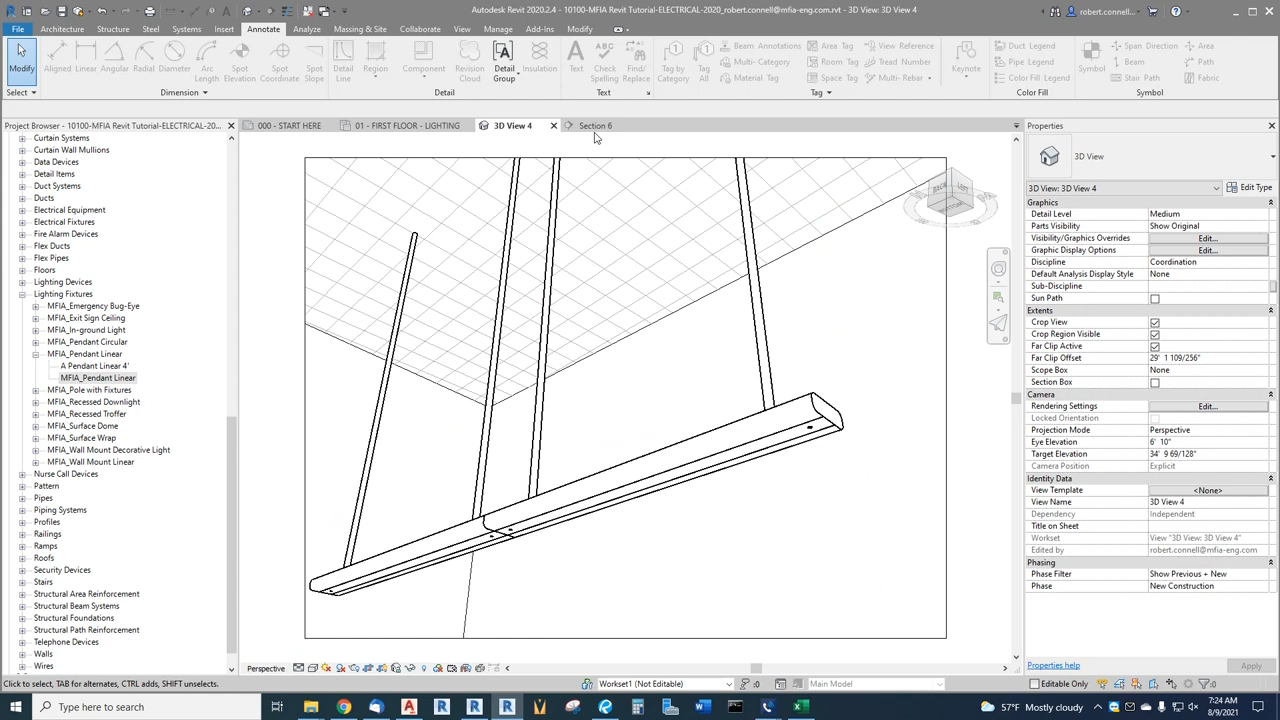 Autodesk Revit 2020.2.4 - 10100-MFIA Revit Tutorial-ELECTRICAL-2020_robert.connell@mfia-eng.com.rvt - 3D View: 3D View 4
robert.connell...
File Architecture Structure Steel Systems Insert Annotate Analyze Massing & Site Collaborate View Manage Add-Ins Modify
Modify Aligned Linear Angular Radial Diameter Arc Length Spot Elevation Spot Coordinate Spot Slope Detail Line Region Component Revision Cloud Detail Group Insulation Text Check Spelling Find/ Replace Tag by Category Tag All
Beam Annotations Area Tag View Reference Keynote Duct Legend Symbol Span Direction Area
Multi- Category Room Tag Tread Number Pipe Legend Beam Path
Material Tag Space Tag Multi- Rebar Color Fill Legend Stair Path Fabric
Select Dimension Detail Text Tag Color Fill Symbol
Project Browser - 10100-MFIA Revit Tutorial-ELECTRICAL-20...
Curtain Systems
Curtain Wall Mullions
Data Devices
Detail Items
Duct Systems
Ducts
Electrical Equipment
Electrical Fixtures
Fire Alarm Devices
Flex Ducts
Flex Pipes
Floors
Lighting Devices
Lighting Fixtures
MFIA_Emergency Bug-Eye
MFIA_Exit Sign Ceiling
MFIA_In-ground Light
MFIA_Pendant Circular
MFIA_Pendant Linear
A Pendant Linear 4'
MFIA_Pendant Linear
MFIA_Pole with Fixtures
MFIA_Recessed Downlight
MFIA_Recessed Troffer
MFIA_Surface Dome
MFIA_Surface Wrap
MFIA_Wall Mount Decorative Light
MFIA_Wall Mount Linear
Nurse Call Devices
Pattern
Pipes
Piping Systems
Profiles
Railings
Ramps
Roofs
Security Devices
Stairs
Structural Area Reinforcement
Structural Beam Systems
Structural Foundations
Structural Path Reinforcement
Telephone Devices
Walls
Wires
000 - START HERE 01 - FIRST FLOOR - LIGHTING 3D View 4 Section 6
BACK LEFT
BOTTOM
Perspective
Properties
3D View
3D View: 3D View 4 Edit Type
Graphics
Detail Level Medium
Parts Visibility Show Original
Visibility/Graphics Overrides Edit...
Graphic Display Options Edit...
Discipline Coordination
Default Analysis Display Style None
Sub-Discipline
Sun Path
Extents
Crop View
Crop Region Visible
Far Clip Active
Far Clip Offset 29' 1 109/256"
Scope Box None
Section Box
Camera
Rendering Settings Edit...
Locked Orientation
Projection Mode Perspective
Eye Elevation 6' 10"
Target Elevation 34' 9 69/128"
Camera Position Explicit
Identity Data
View Template <None>
View Name 3D View 4
Dependency Independent
Title on Sheet
Workset View "3D View: 3D View 4"
Edited by robert.connell@mfia-eng.com
Phasing
Phase Filter Show Previous + New
Phase New Construction
Properties help Apply
Click to select, TAB for alternates, CTRL adds, SHIFT unselects. Workset1 (Not Editable) :0 Main Model Editable Only :0
Type here to search 57°F Mostly cloudy 7:24 AM
8/9/2021